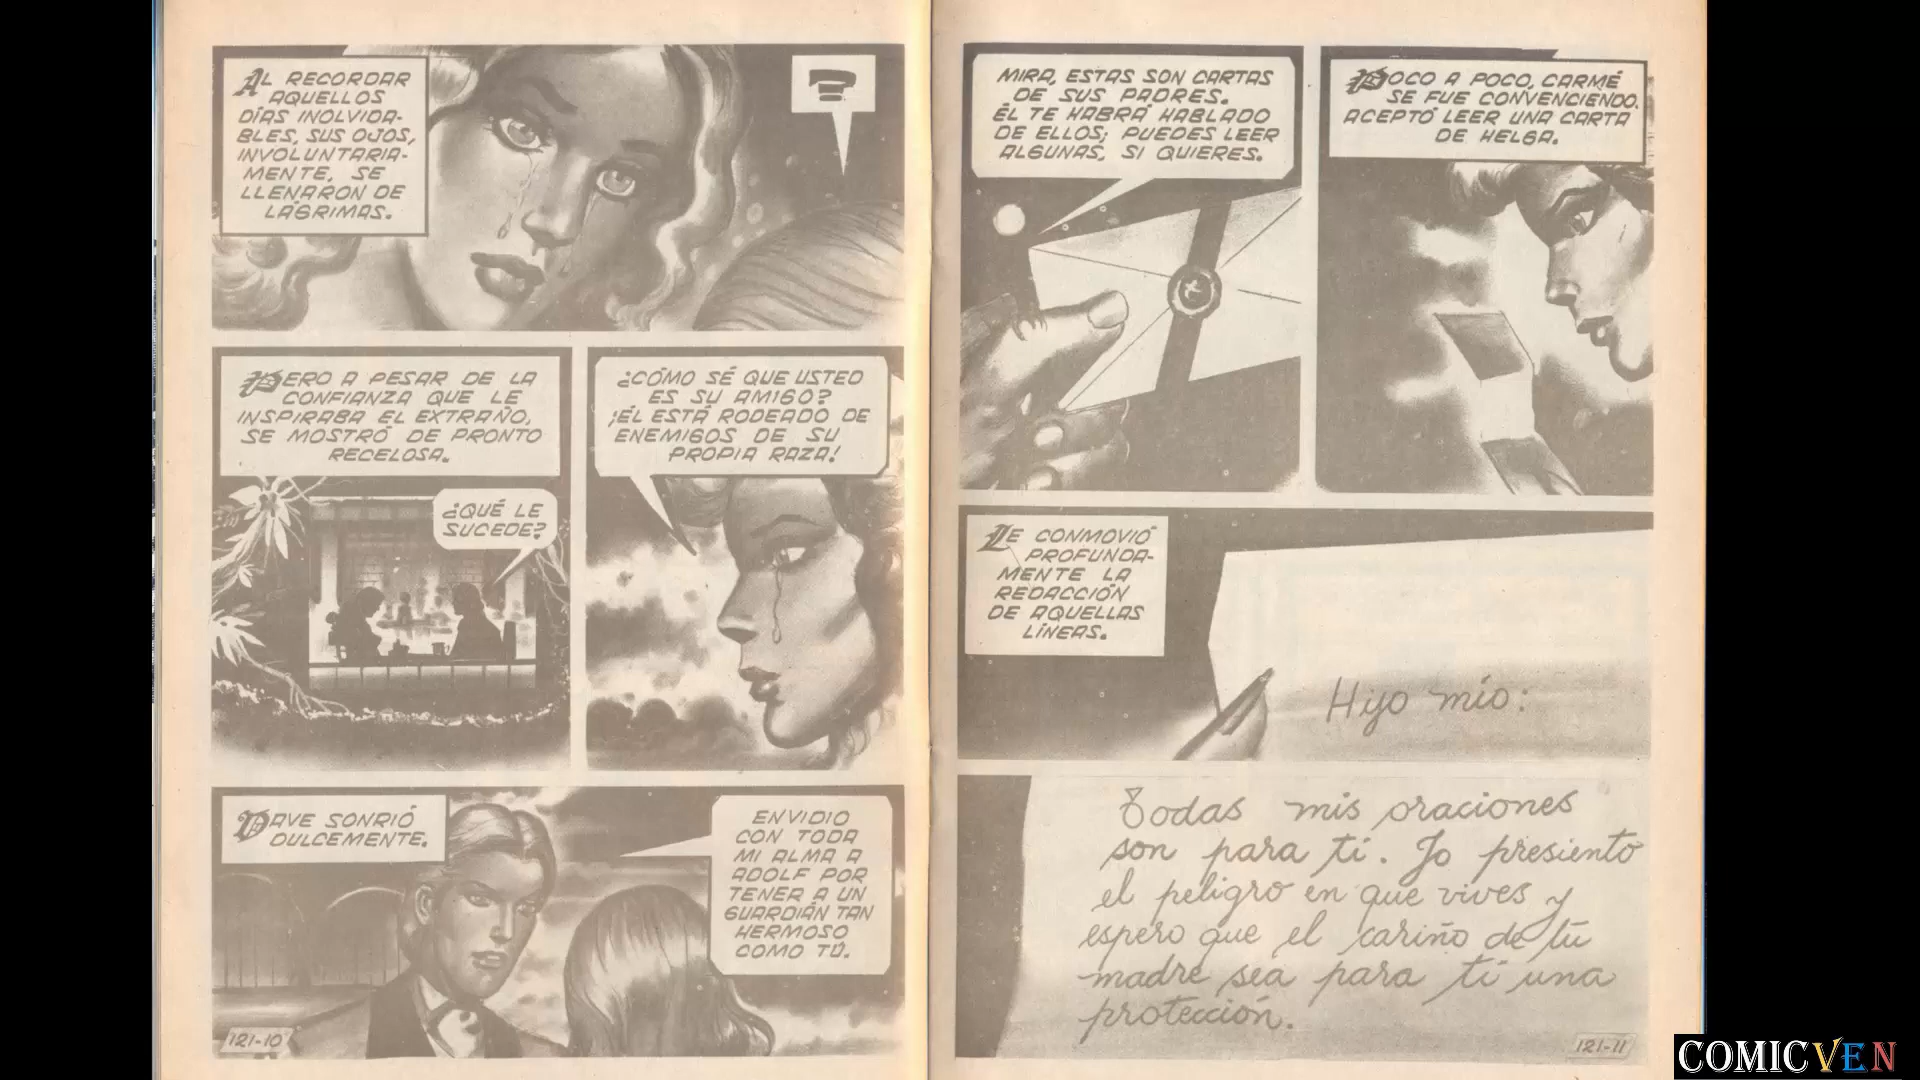 AL RECORDAR
AQUELLOS
DÍAS INOLVIDA-
BLES, SUS OJOS,
INVOLUNTARIA-
MENTE, SE
LLENARON DE
LÁGRIMAS.
PERO A PESAR DE LA
CONFIANZA QUE LE
INSPIRABA EL EXTRAÑO,
SE MOSTRÓ DE PRONTO
RECELOSA.
¿QUÉ LE
SUCEDE?
¿CÓMO SÉ QUE USTED
ES SU AMIGO?
¡ÉL ESTÁ RODEADO DE
ENEMIGOS DE SU
PROPIA RAZA!
DAVE SONRIÓ
DULCEMENTE.
ENVIDIO
CON TODA
MI ALMA A
ADOLF POR
TENER A UN
GUARDIÁN TAN
HERMOSO
COMO TÚ.
121-10
MIRA, ESTAS SON CARTAS
DE SUS PADRES.
ÉL TE HABRÁ HABLADO
DE ELLOS; PUEDES LEER
ALGUNAS, SI QUIERES.
POCO A POCO, CARMÉ
SE FUE CONVENCIENDO.
ACEPTÓ LEER UNA CARTA
DE HELGA.
LE CONMOVIÓ
PROFUNDA-
MENTE LA
REDACCIÓN
DE AQUELLAS
LÍNEAS.
Hijo mío:
Todas mis oraciones
son para ti. Yo presiento
el peligro en que vives y
espero que el cariño de tu
madre sea para ti una
protección.
121-11
COMICVEN